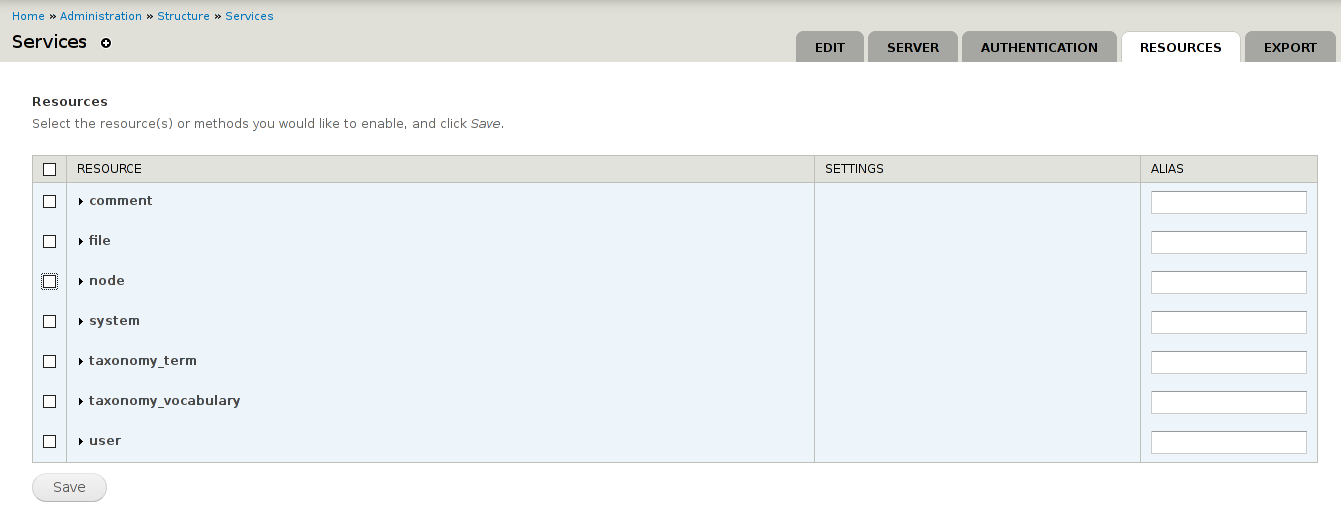 Home » Administration » Structure » Services
Services
EDIT SERVER AUTHENTICATION RESOURCES EXPORT
Resources
Select the resource(s) or methods you would like to enable, and click Save.
RESOURCE SETTINGS ALIAS
comment
file
node
system
taxonomy_term
taxonomy_vocabulary
user
Save